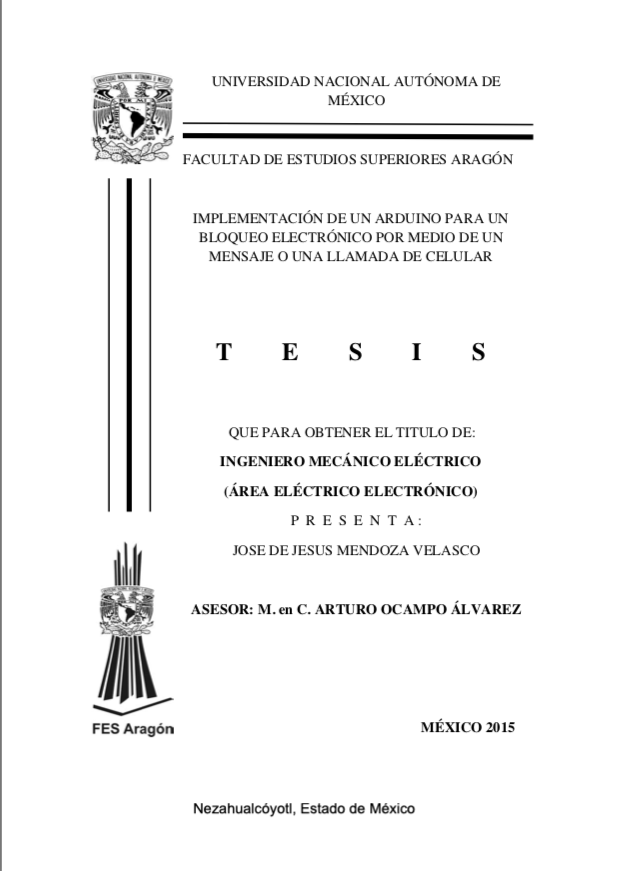 UNIVERSIDAD NACIONAL AUTÓNOMA DE
MÉXICO
FACULTAD DE ESTUDIOS SUPERIORES ARAGÓN
IMPLEMENTACIÓN DE UN ARDUINO PARA UN
BLOQUEO ELECTRÓNICO POR MEDIO DE UN
MENSAJE O UNA LLAMADA DE CELULAR
T E S I S
QUE PARA OBTENER EL TITULO DE:
INGENIERO MECÁNICO ELÉCTRICO
(ÁREA ELÉCTRICO ELECTRÓNICO)
P R E S E N T A :
JOSE DE JESUS MENDOZA VELASCO
ASESOR: M. en C. ARTURO OCAMPO ÁLVAREZ
FES Aragón
MÉXICO 2015
Nezahualcóyotl, Estado de México